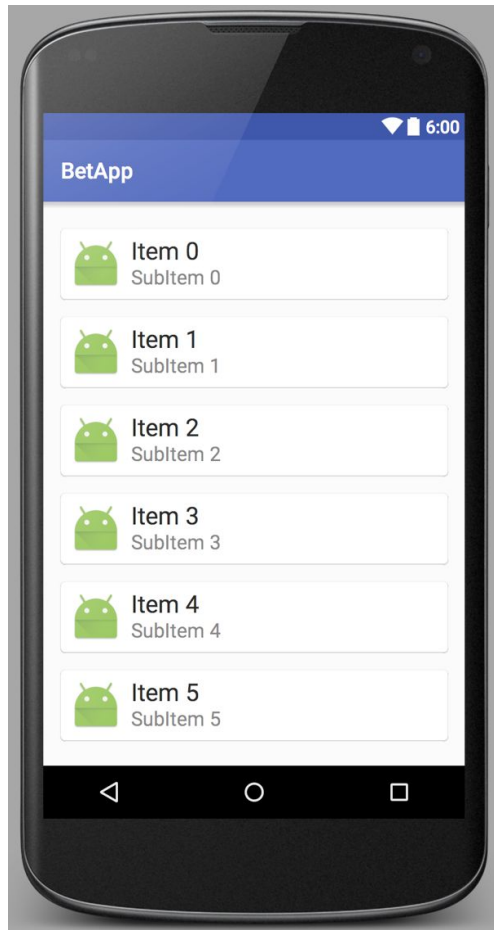 6:00
BetApp
Item 0
SubItem 0
Item 1
SubItem 1
Item 2
SubItem 2
Item 3
SubItem 3
Item 4
SubItem 4
Item 5
SubItem 5